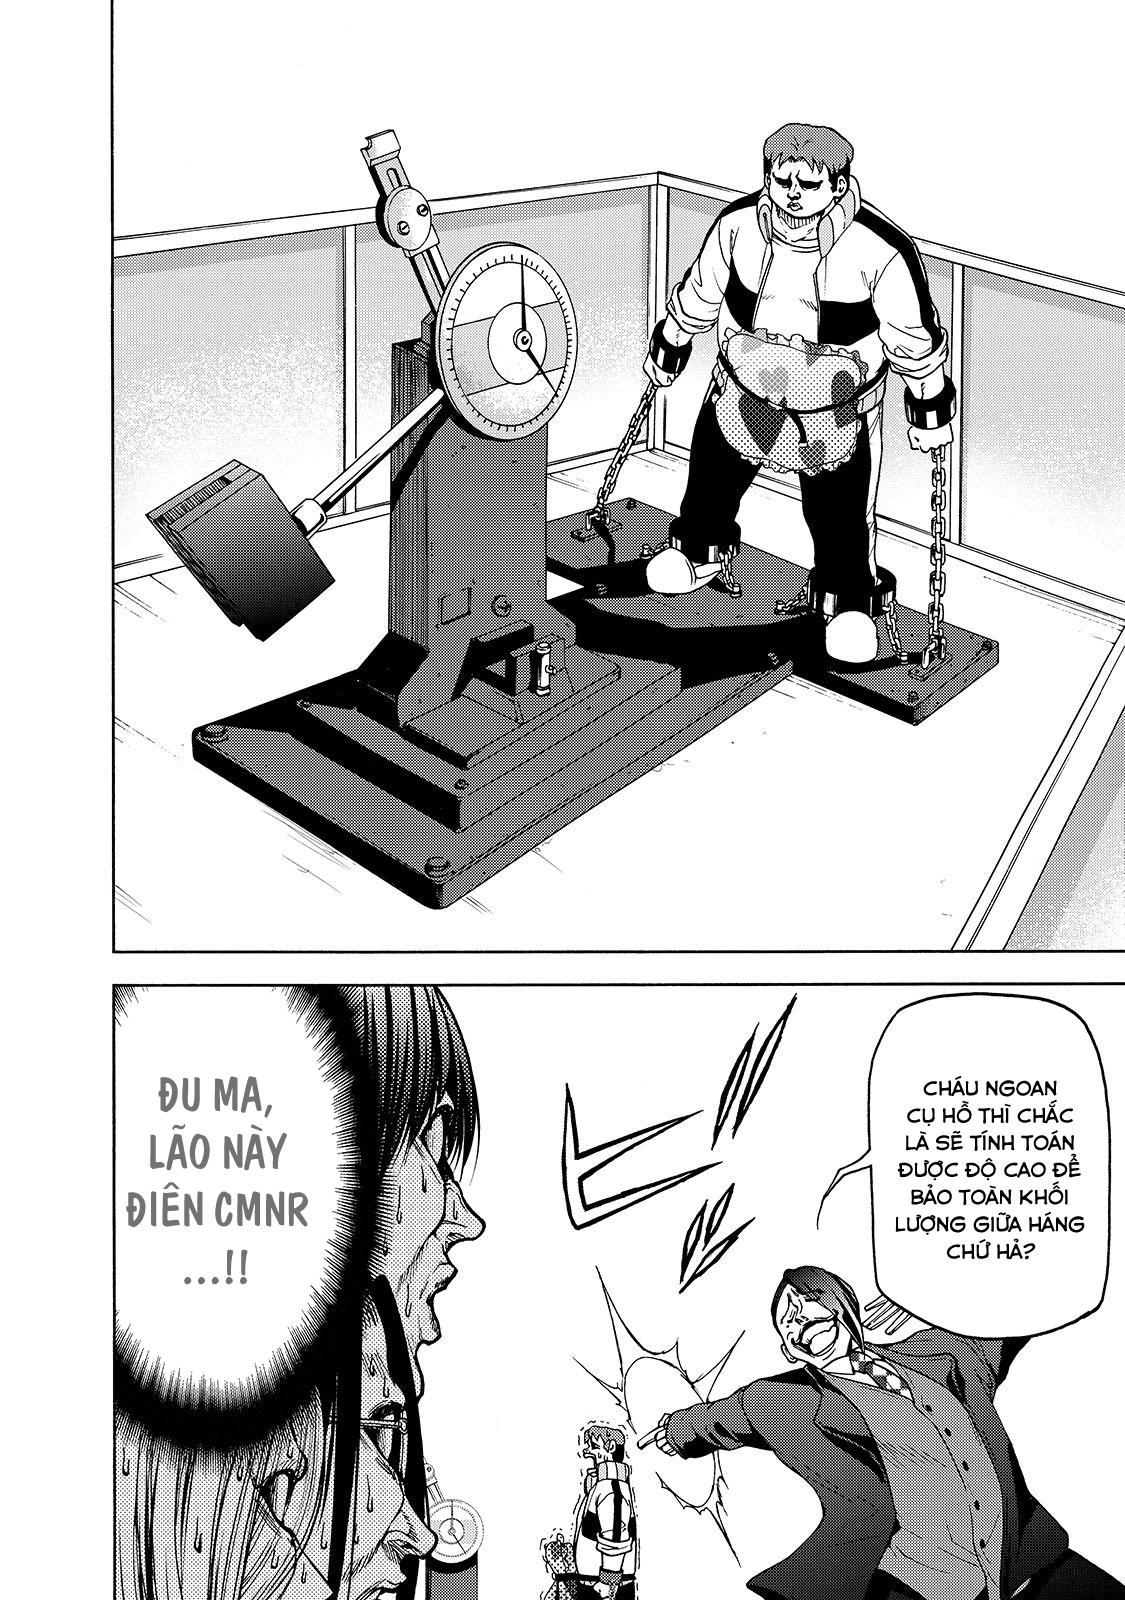 CHÁU NGOAN
CỤ HỒ THÌ CHẮC
LÀ SẼ TÍNH TOÁN
ĐƯỢC ĐỘ CAO ĐỂ
BẢO TOÀN KHỐI
LƯỢNG GIỮA HÁNG
CHỨ HẢ?
ĐU MA,
LÃO NÀY
ĐIÊN CMNR
...!!